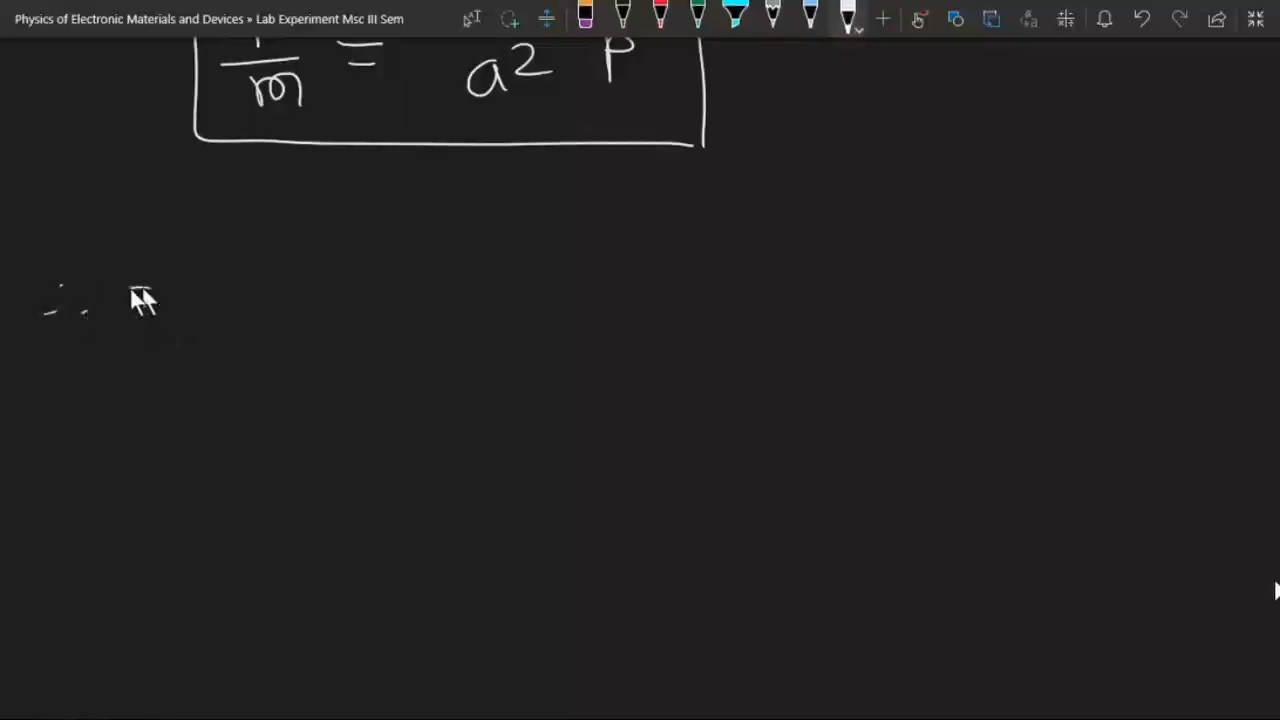 Physics of Electronic Materials and Devices » Lab Experiment Msc III Sem
m = a² P
∴